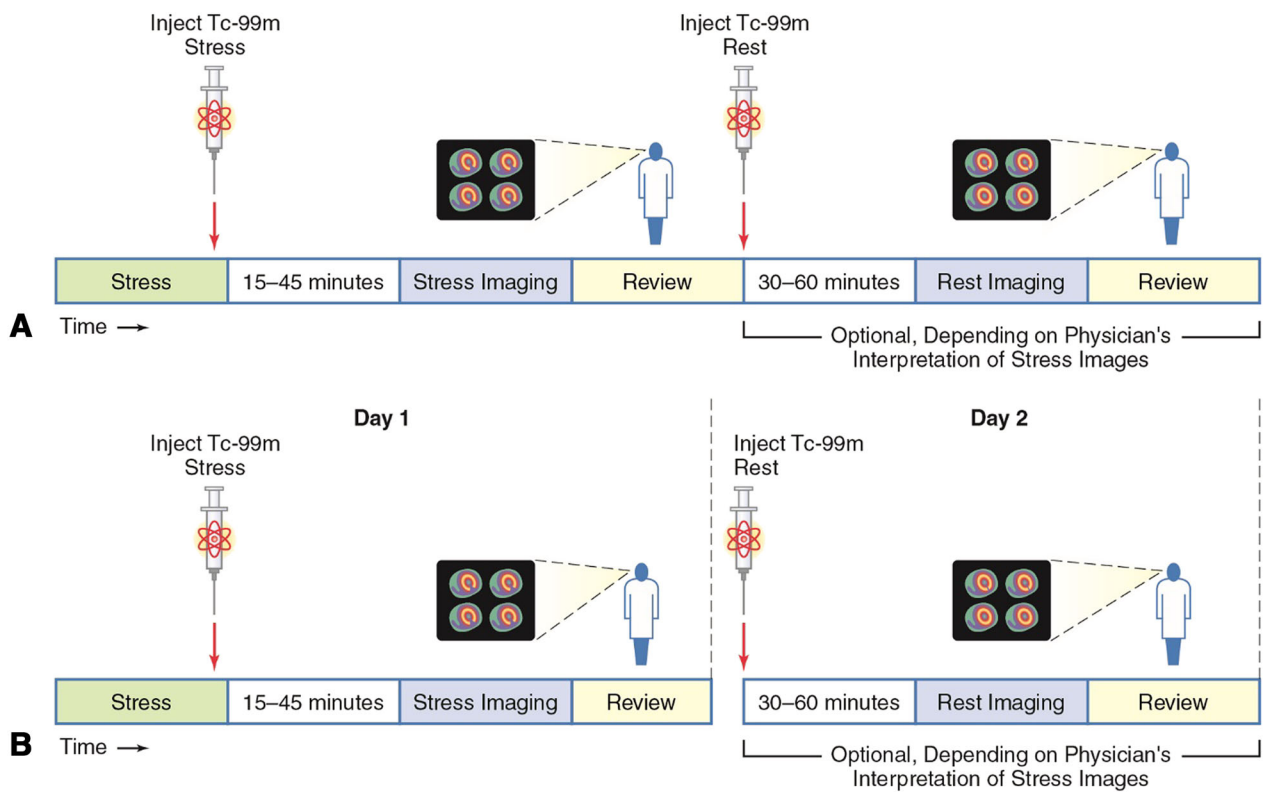 Inject Tc-99m
Stress
Inject Tc-99m
Rest
Stress
15–45 minutes
Stress Imaging
Review
30–60 minutes
Rest Imaging
Review
A
Time
Optional, Depending on Physician's
Interpretation of Stress Images
Day 1
Day 2
Inject Tc-99m
Stress
Inject Tc-99m
Rest
Stress
15–45 minutes
Stress Imaging
Review
30–60 minutes
Rest Imaging
Review
B
Time
Optional, Depending on Physician's
Interpretation of Stress Images